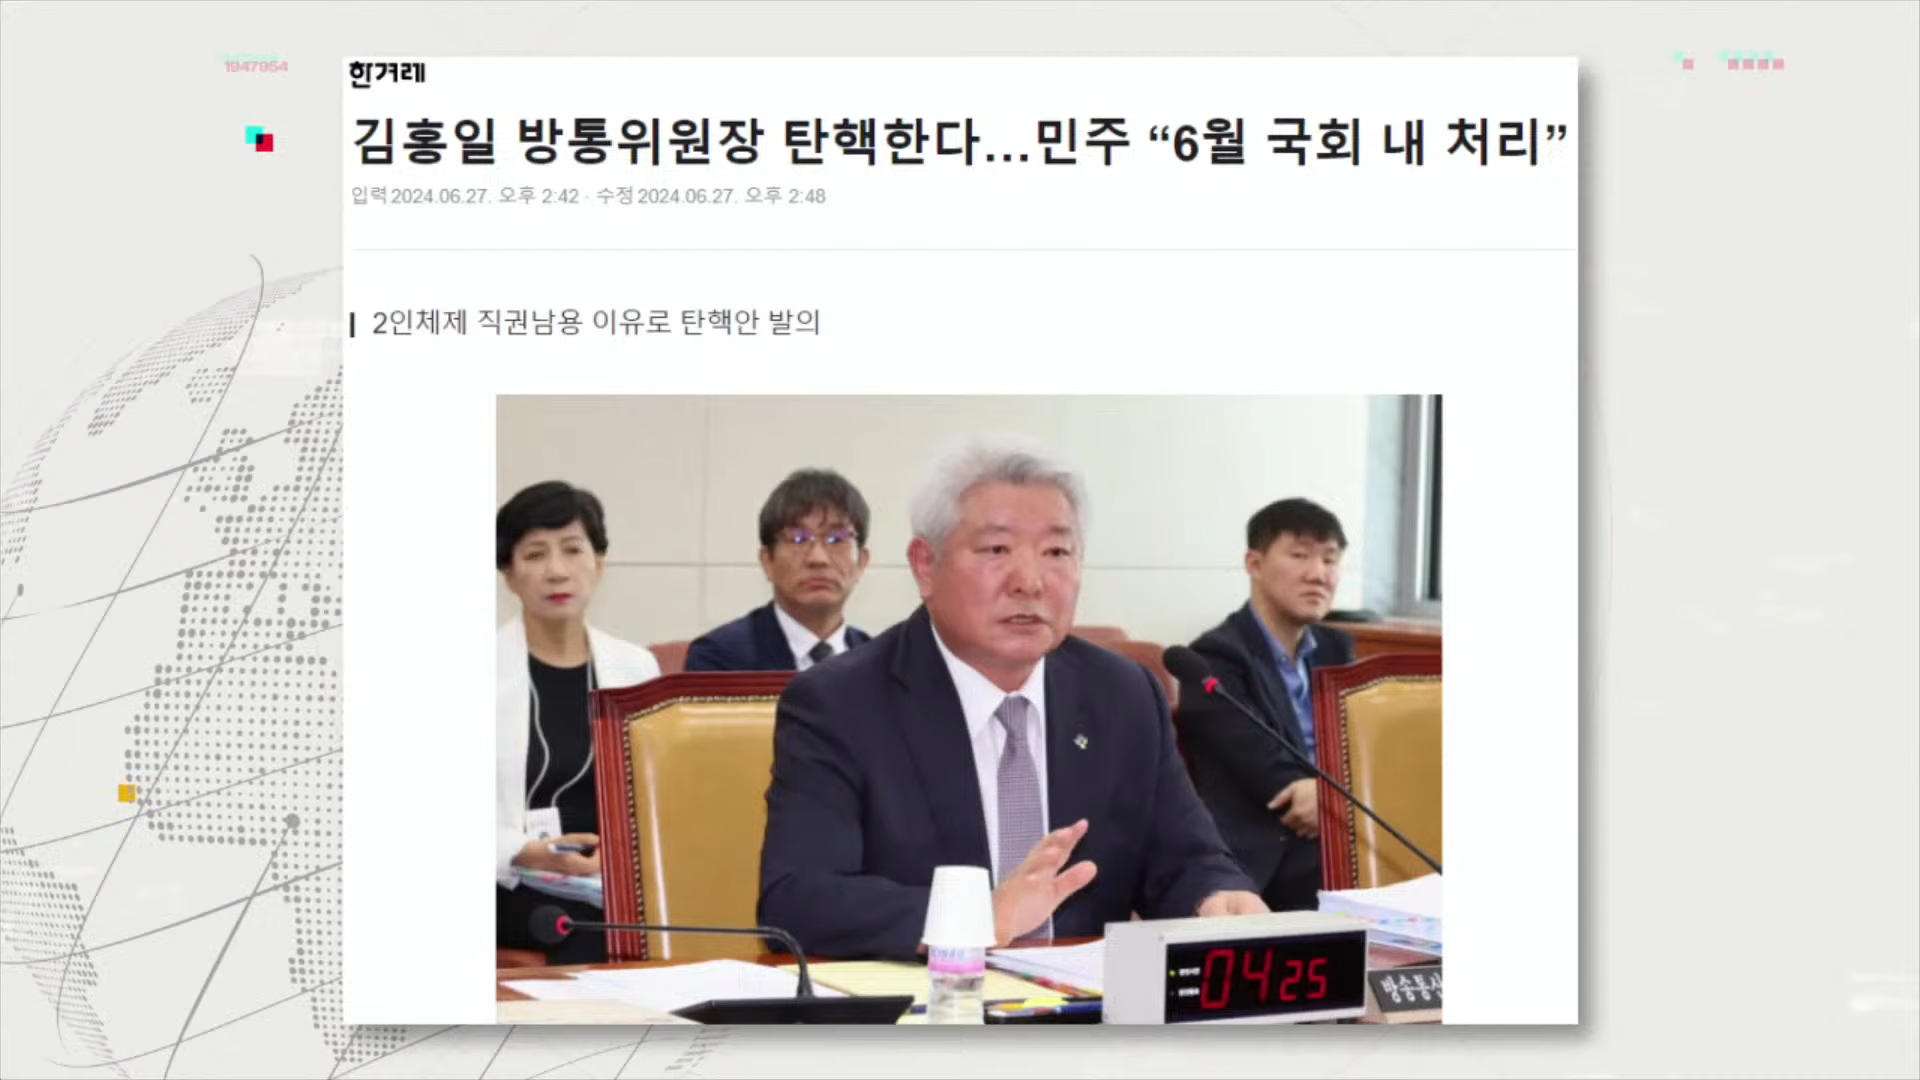 1947954
한겨레
김홍일 방통위원장 탄핵한다…민주 “6월 국회 내 처리”
입력 2024.06.27. 오후 2:42 · 수정 2024.06.27. 오후 2:48
2인체제 직권남용 이유로 탄핵안 발의
04 25